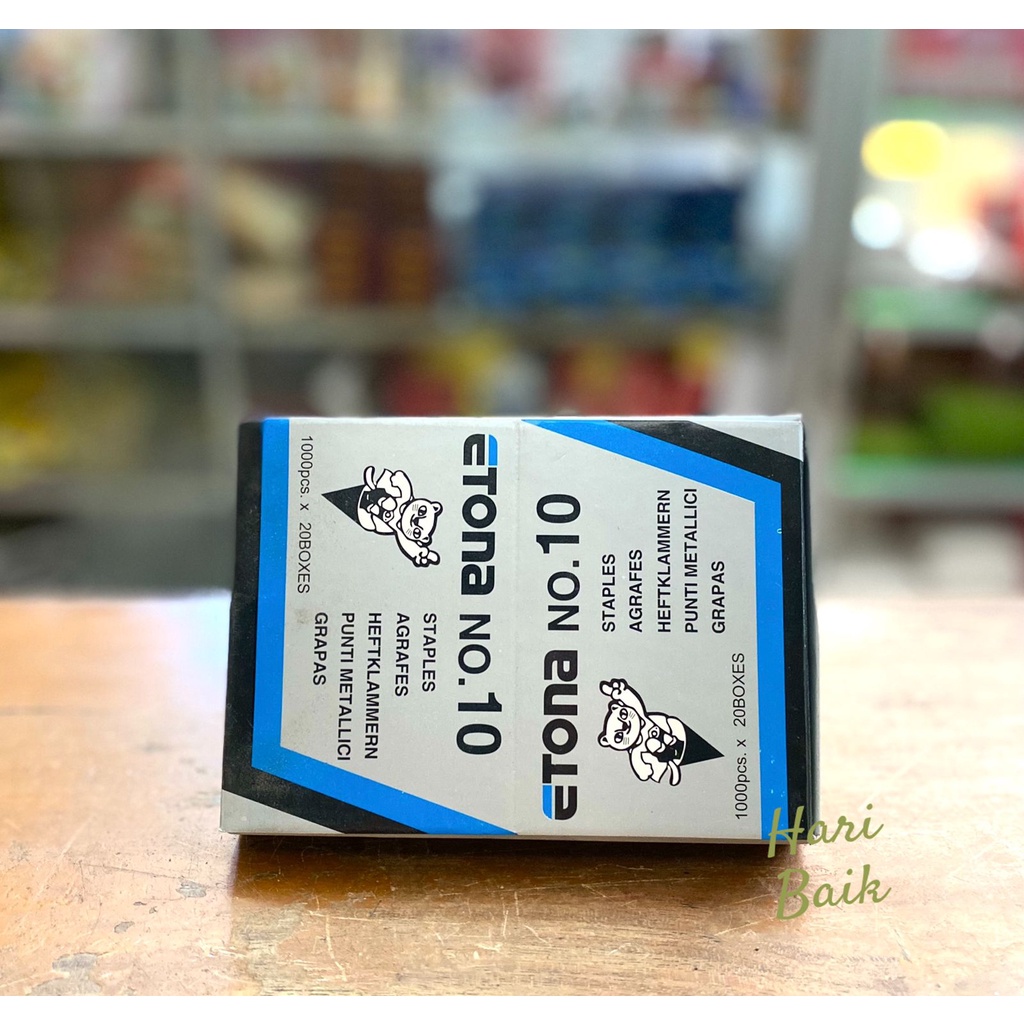 ETONA NO.10
STAPLES
AGRAFES
HEFTKLAMMERN
PUNTI METALLICI
GRAPAS
1000pcs. x 20BOXES
ETONA NO.10
STAPLES
AGRAFES
HEFTKLAMMERN
PUNTI METALLICI
GRAPAS
1000pcs. x 20BOXES
Hari
Baik